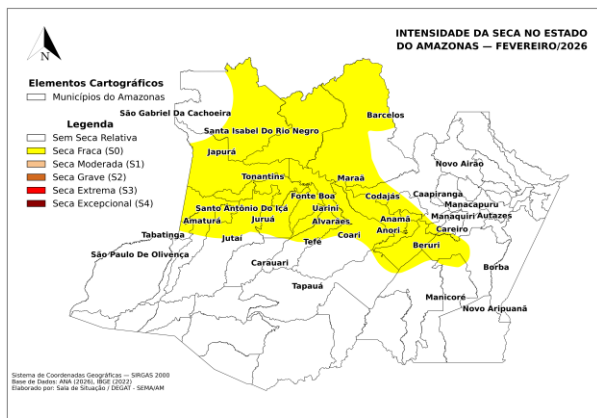 INTENSIDADE DA SECA NO ESTADO
DO AMAZONAS — FEVEREIRO/2026
N
Elementos Cartográficos
Municípios do Amazonas
Legenda
Sem Seca Relativa
Seca Fraca (S0)
Seca Moderada (S1)
Seca Grave (S2)
Seca Extrema (S3)
Seca Excepcional (S4)
São Gabriel Da Cachoeira
Barcelos
Santa Isabel Do Rio Negro
Japurá
Novo Airão
Tonantins
Maraã
Fonte Boa
Codajás
Caapiranga
Santo Antônio Do Içá
Uarini
Manacapuru
Amaturá
Juruá
Alvarães
Anamã
Manaquiri
Autazes
Tabatinga
Jutaí
Tefé
Coari
Anori
Careiro
Beruri
São Paulo De Olivença
Carauari
Borba
Tapauá
Manicoré
Novo Aripuanã
Sistema de Coordenadas Geográficas — SIRGAS 2000
Base de Dados: ANA (2026), IBGE (2022)
Elaborado por: Sala de Situação / DEGAT - SEMA/AM